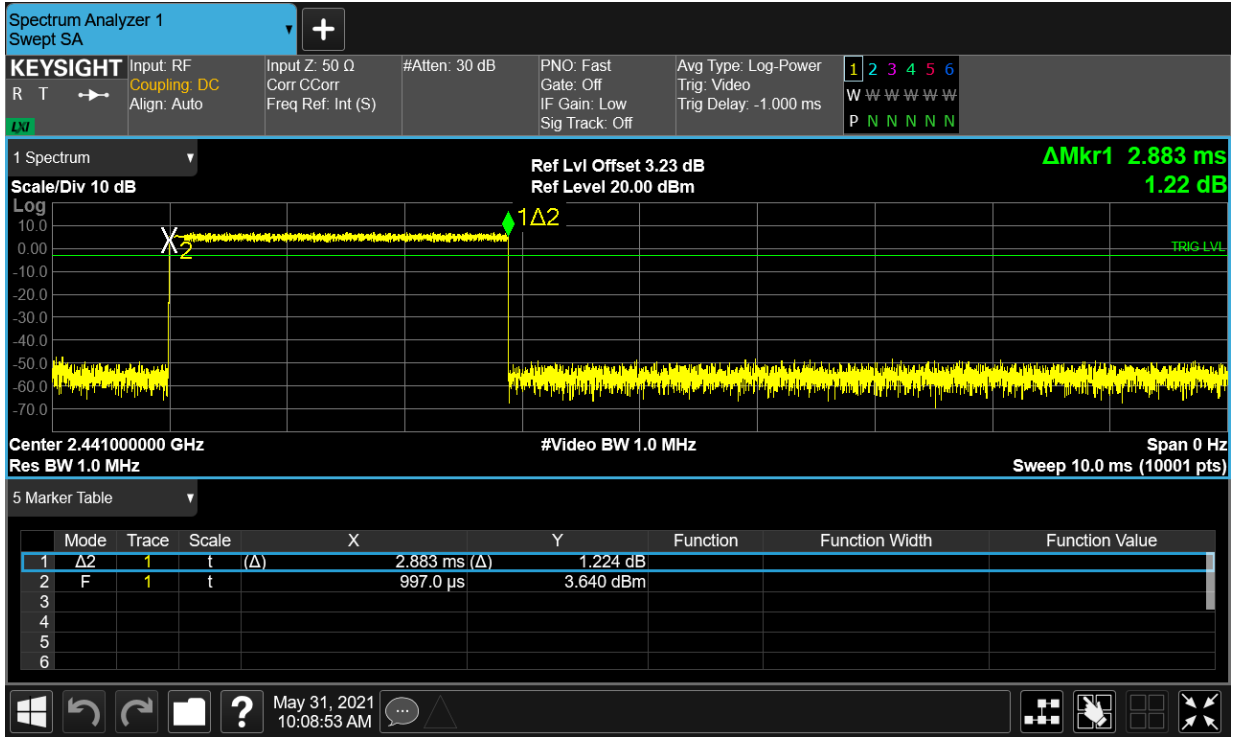 Spectrum Analyzer 1
Swept SA
KEYSIGHT
R T
LXI
Input: RF
Coupling: DC
Align: Auto
Input Z: 50 Ω
Corr CCorr
Freq Ref: Int (S)
#Atten: 30 dB
PNO: Fast
Gate: Off
IF Gain: Low
Sig Track: Off
Avg Type: Log-Power
Trig: Video
Trig Delay: -1.000 ms
1 2 3 4 5 6
W W W W W W
P N N N N N
1 Spectrum
Scale/Div 10 dB
Ref Lvl Offset 3.23 dB
Ref Level 20.00 dBm
ΔMkr1 2.883 ms
1.22 dB
Log
10.0
0.00
-10.0
-20.0
-30.0
-40.0
-50.0
-60.0
-70.0
X
2
1Δ2
TRIG LVL
Center 2.441000000 GHz
#Video BW 1.0 MHz
Span 0 Hz
Res BW 1.0 MHz
Sweep 10.0 ms (10001 pts)
5 Marker Table
Mode Trace Scale X Y Function Function Width Function Value
1 Δ2 1 t (Δ) 2.883 ms (Δ) 1.224 dB
2 F 1 t 997.0 μs 3.640 dBm
3
4
5
6
?
May 31, 2021
10:08:53 AM